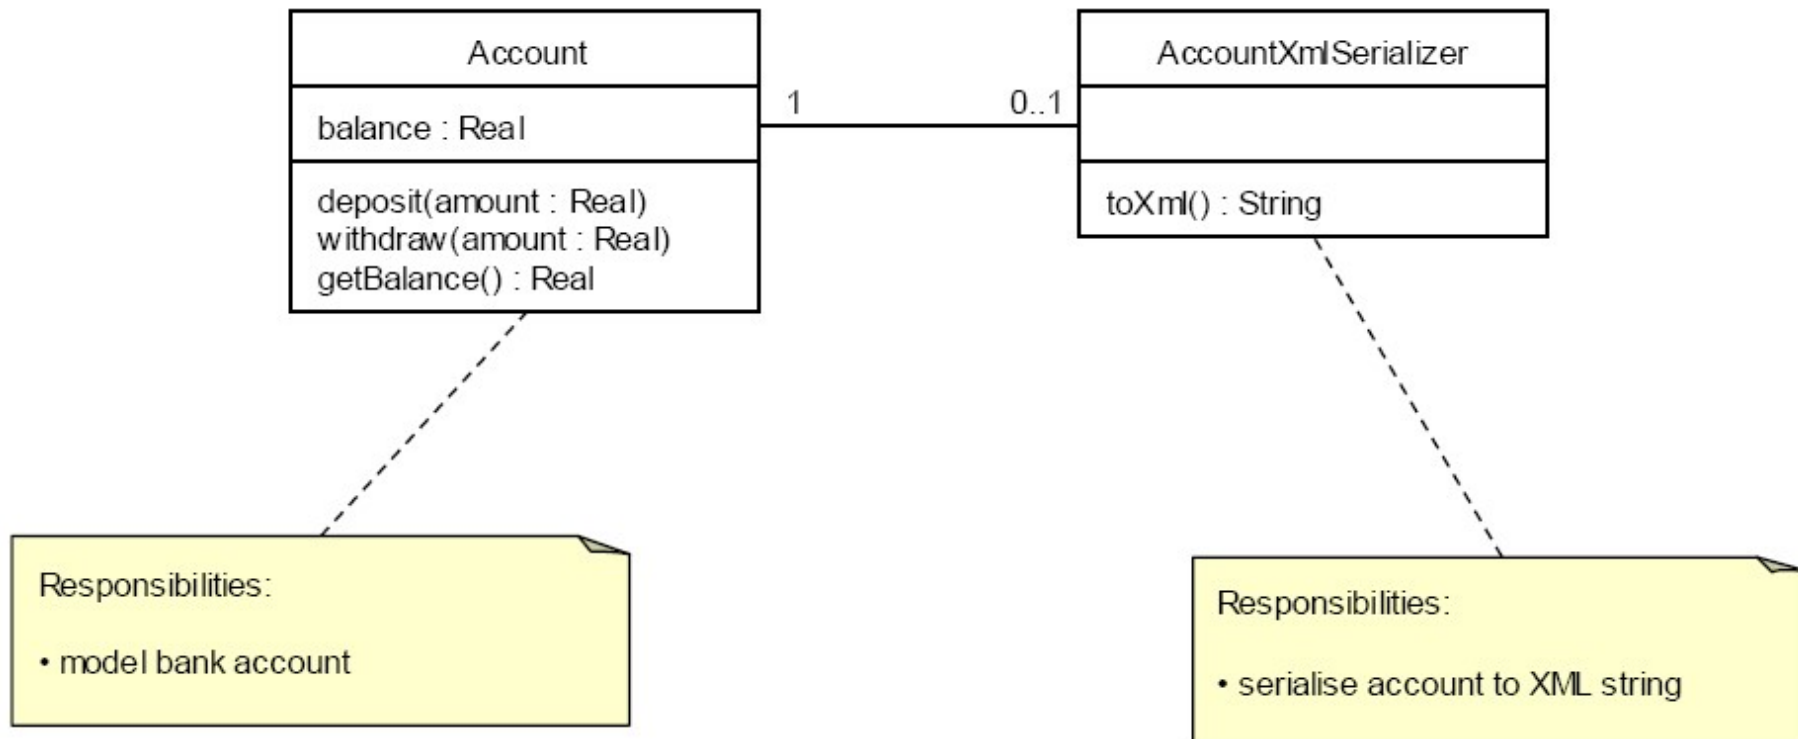 Account
balance : Real
deposit(amount : Real)
withdraw(amount : Real)
getBalance() : Real
1
0..1
AccountXmlSerializer
toXml() : String
Responsibilities:
• model bank account
Responsibilities:
• serialise account to XML string